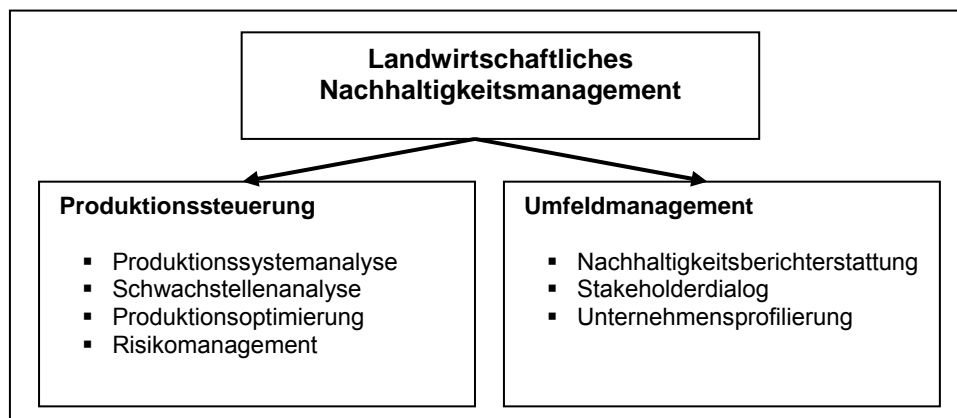 Landwirtschaftliches
Nachhaltigkeitsmanagement
Produktionssteuerung
▪ Produktionssystemanalyse
▪ Schwachstellenanalyse
▪ Produktionsoptimierung
▪ Risikomanagement
Umfeldmanagement
▪ Nachhaltigkeitsberichterstattung
▪ Stakeholderdialog
▪ Unternehmensprofilierung